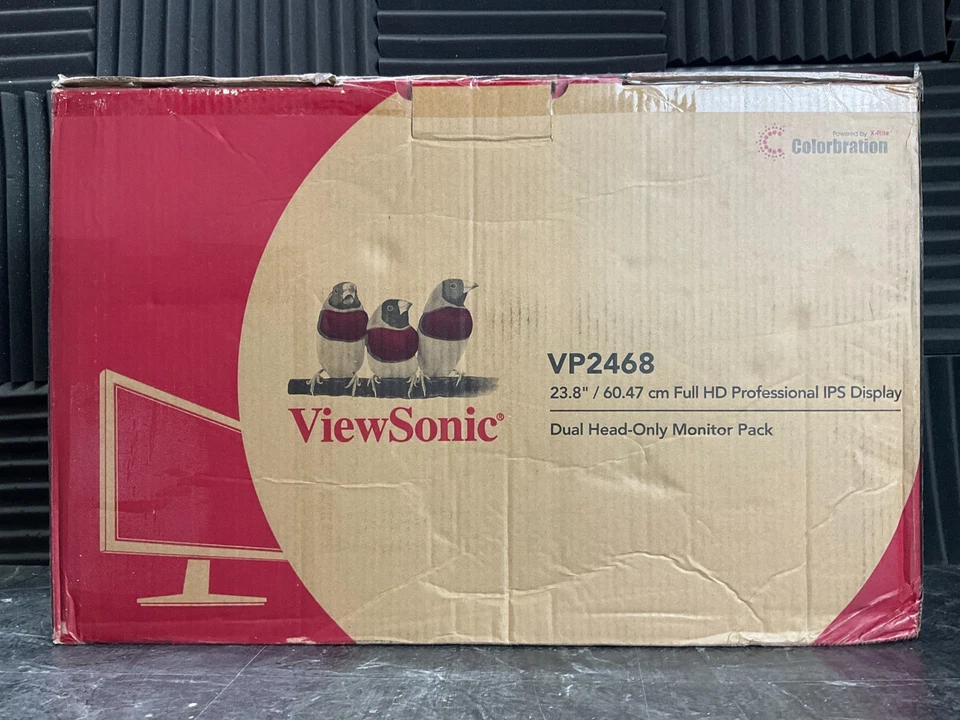 Powered by X-Rite
Colorbration
ViewSonic®
VP2468
23.8" / 60.47 cm Full HD Professional IPS Display
Dual Head-Only Monitor Pack